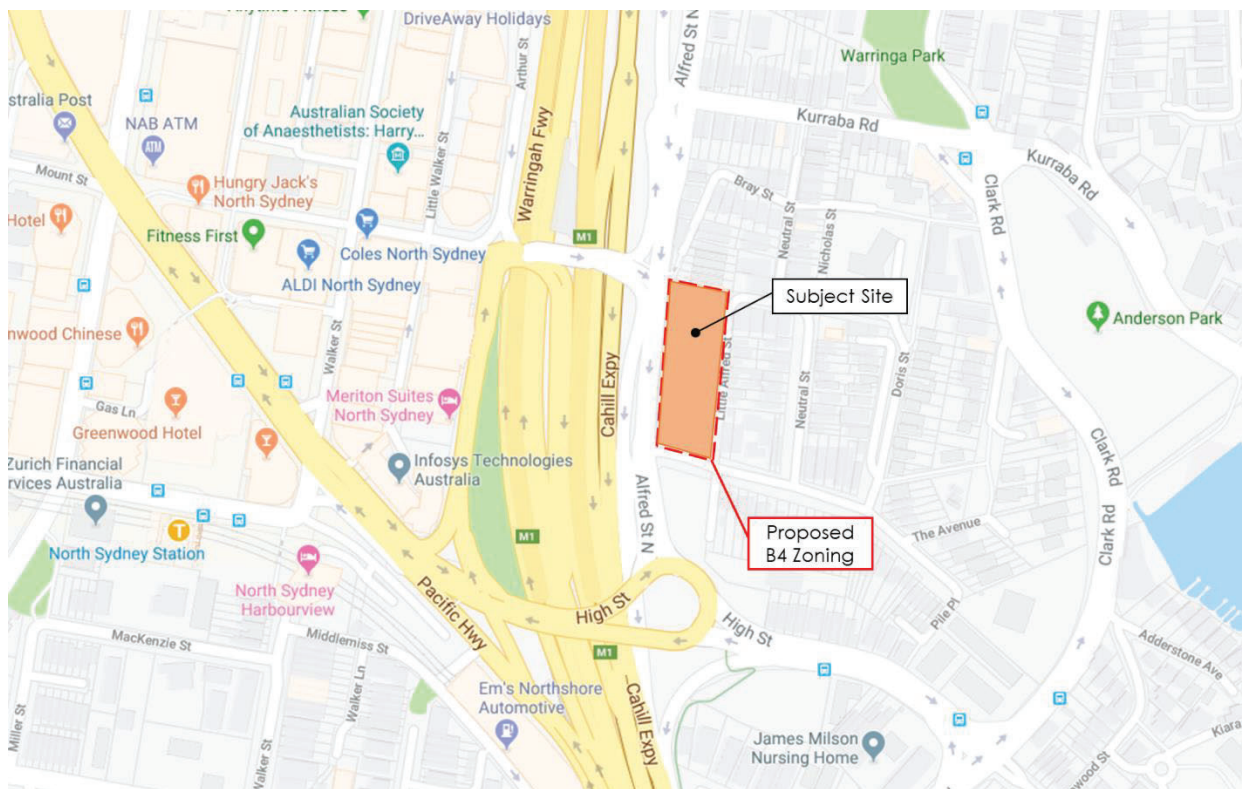 DriveAway Holidays
Arthur St
Alfred St N
Warringa Park
stralia Post
NAB ATM
ATM
Australian Society
of Anaesthetists: Harry...
Warringah Fwy
Little Walker St
Kurraba Rd
Kurraba Rd
Mount St
Hungry Jack's
North Sydney
Bray St
Clark Rd
Hotel
Fitness First
Coles North Sydney
M1
Neutral St
Nicholas St
ALDI North Sydney
Subject Site
Anderson Park
nwood Chinese
Walker St
Cahill Expy
Little Alfred St
Neutral St
Doris St
Meriton Suites
North Sydney
Gas Ln
Greenwood Hotel
Infosys Technologies
Australia
Clark Rd
Zurich Financial
rvices Australia
Alfred St N
Proposed
B4 Zoning
The Avenue
M1
T
North Sydney Station
Clark Rd
North Sydney
Harbourview
Pacific Hwy
High St
High St
Pile Pl
MacKenzie St
Middlemiss St
M1
Adderstone Ave
Walker Ln
Em's Northshore
Automotive
Cahill Expy
Miller St
Walker St
James Milson
Nursing Home
Kiara
wood St